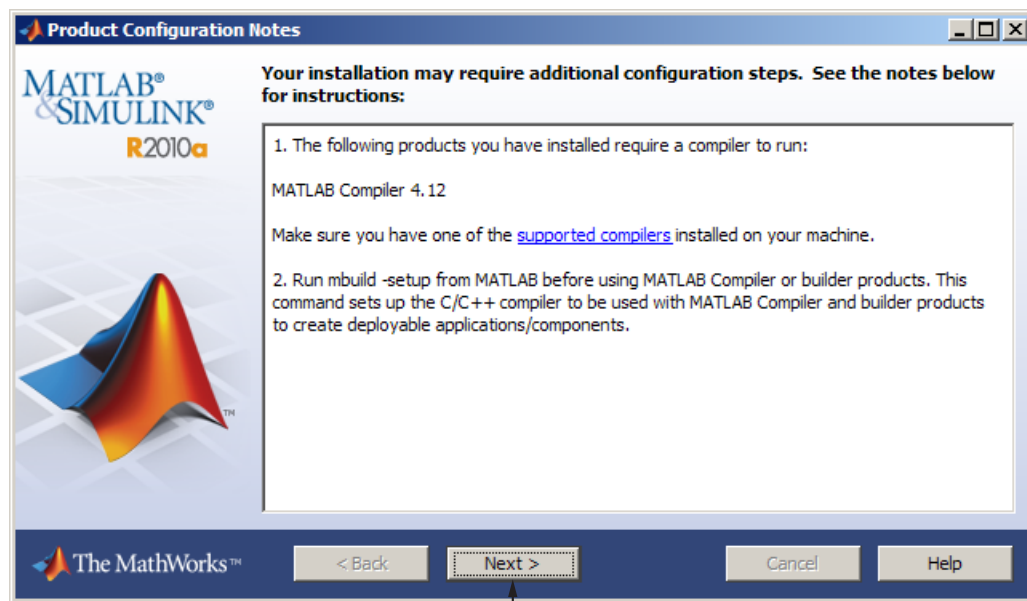 Product Configuration Notes
MATLAB®
&SIMULINK®
R2010a
Your installation may require additional configuration steps. See the notes below
for instructions:
1. The following products you have installed require a compiler to run:
MATLAB Compiler 4.12
Make sure you have one of the supported compilers installed on your machine.
2. Run mbuild -setup from MATLAB before using MATLAB Compiler or builder products. This
command sets up the C/C++ compiler to be used with MATLAB Compiler and builder products
to create deployable applications/components.
TM
The MathWorks™
< Back
Next >
Cancel
Help